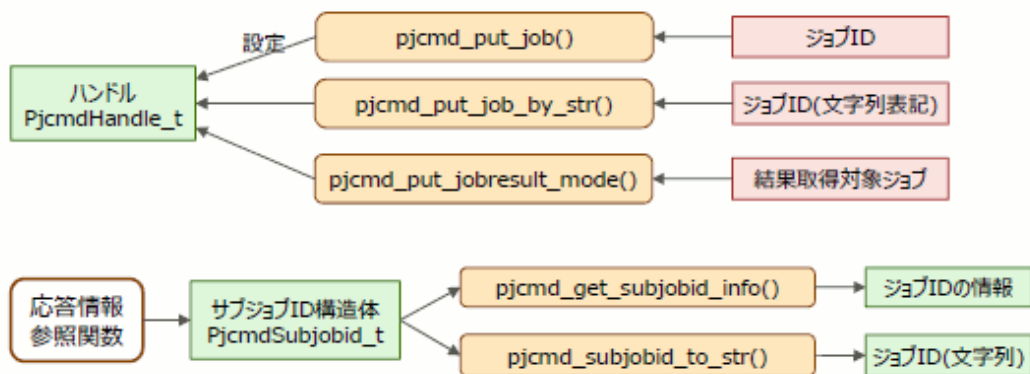 設定
pjcmd_put_job()
ジョブID
ハンドル
PjcmdHandle_t
pjcmd_put_job_by_str()
ジョブID(文字列表記)
pjcmd_put_jobresult_mode()
結果取得対象ジョブ
応答情報
参照関数
サブジョブID構造体
PjcmdSubjobid_t
pjcmd_get_subjobid_info()
ジョブIDの情報
pjcmd_subjobid_to_str()
ジョブID(文字列)